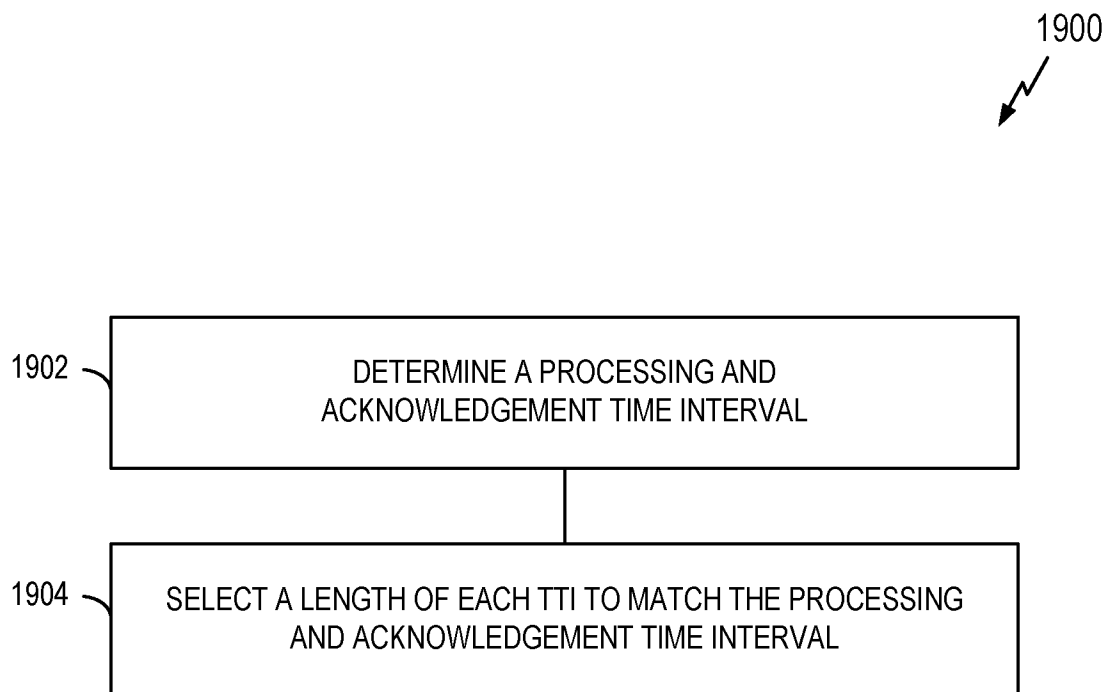 1900
1902
DETERMINE A PROCESSING AND
ACKNOWLEDGEMENT TIME INTERVAL
1904
SELECT A LENGTH OF EACH TTI TO MATCH THE PROCESSING
AND ACKNOWLEDGEMENT TIME INTERVAL